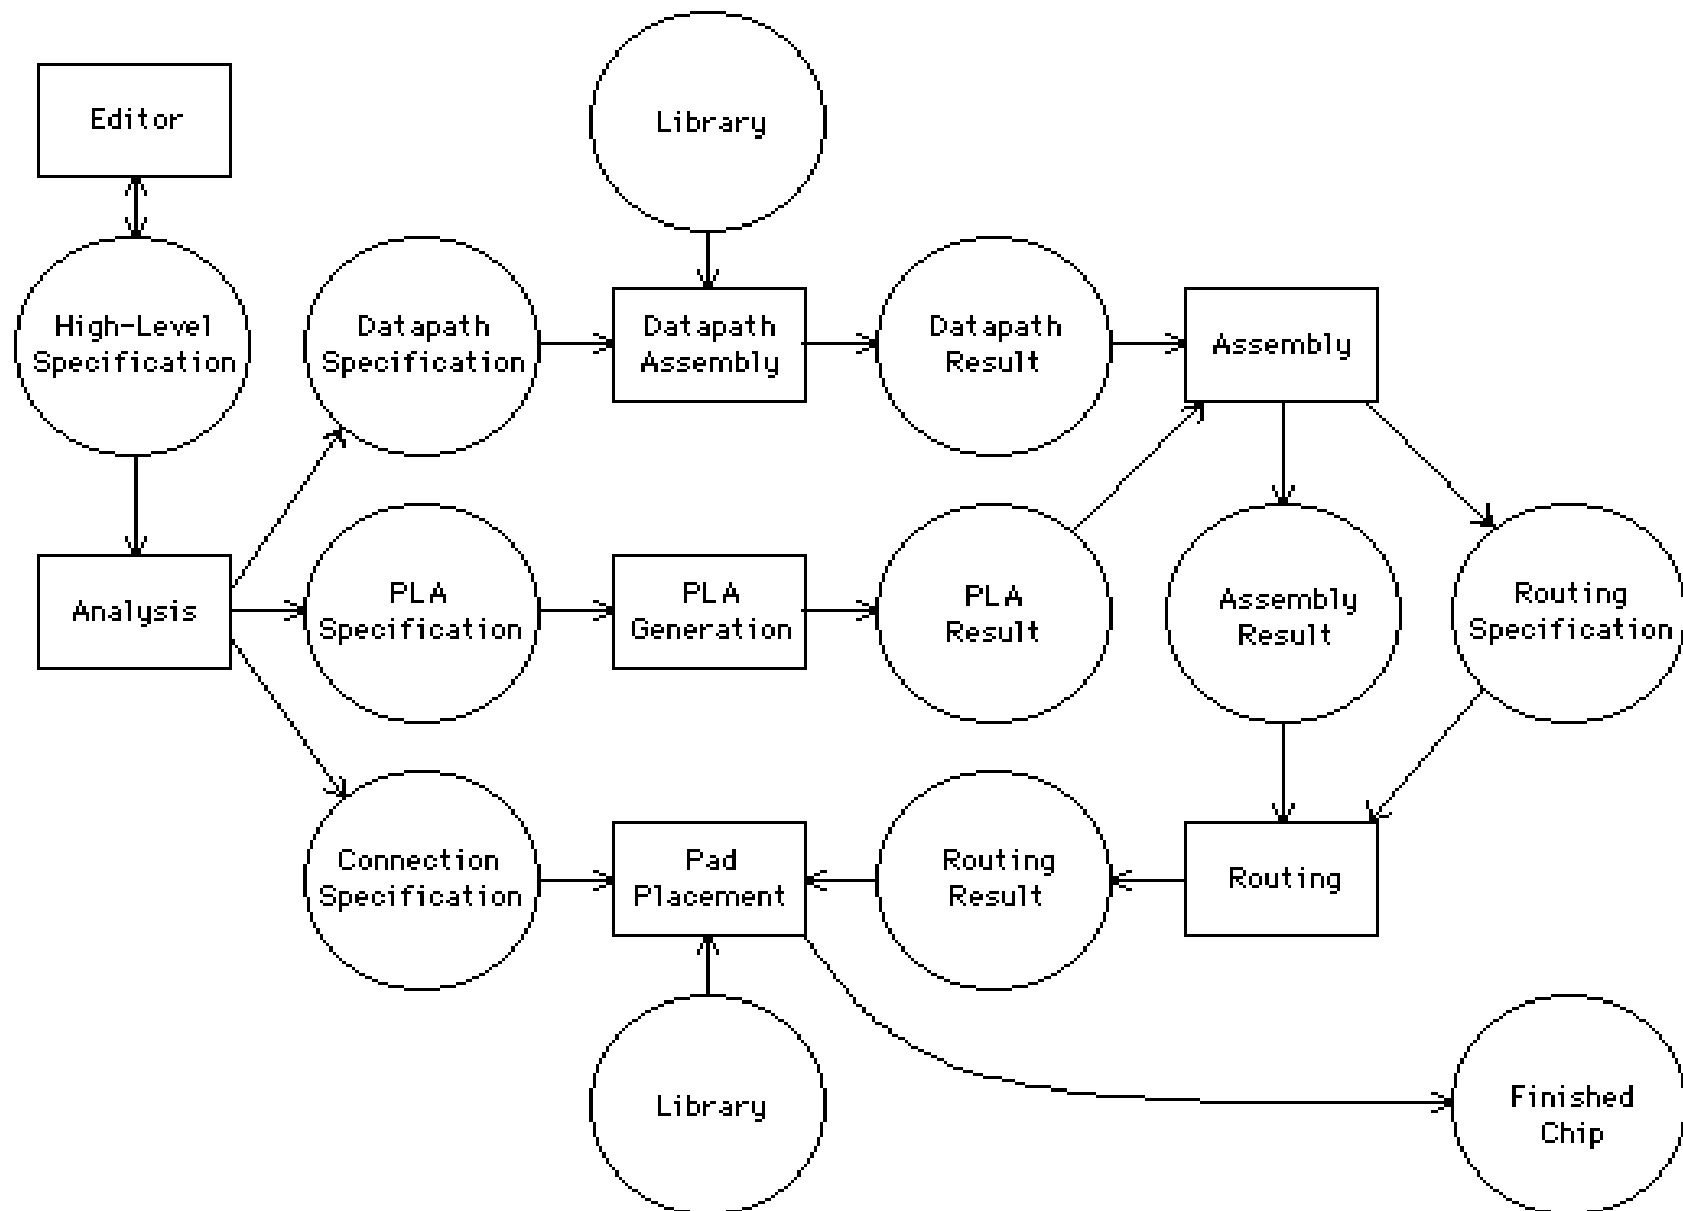 Editor
Library
High-Level
Specification
Datapath
Specification
Datapath
Assembly
Datapath
Result
Assembly
Analysis
PLA
Specification
PLA
Generation
PLA
Result
Assembly
Result
Routing
Specification
Connection
Specification
Pad
Placement
Routing
Result
Routing
Library
Finished
Chip